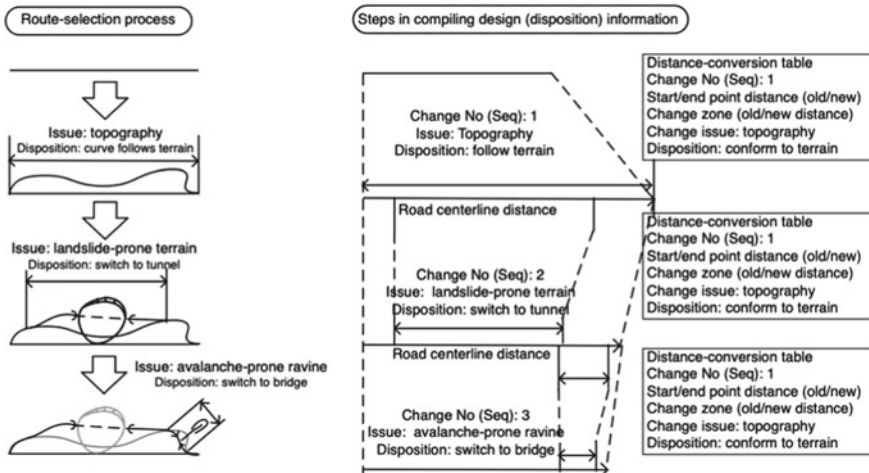 Route-selection process
Issue: topography
Disposition: curve follows terrain
Issue: landslide-prone terrain
Disposition: switch to tunnel
Issue: avalanche-prone ravine
Disposition: switch to bridge
Steps in compiling design (disposition) information
Change No (Seq): 1
Issue: Topography
Disposition: follow terrain
Road centerline distance
Change No (Seq): 2
Issue: landslide-prone terrain
Disposition: switch to tunnel
Road centerline distance
Change No (Seq): 3
Issue: avalanche-prone ravine
Disposition: switch to bridge
Distance-conversion table
Change No (Seq): 1
Start/end point distance (old/new)
Change zone (old/new distance)
Change issue: topography
Disposition: conform to terrain
Distance-conversion table
Change No (Seq): 1
Start/end point distance (old/new)
Change zone (old/new distance)
Change issue: topography
Disposition: conform to terrain
Distance-conversion table
Change No (Seq): 1
Start/end point distance (old/new)
Change zone (old/new distance)
Change issue: topography
Disposition: conform to terrain